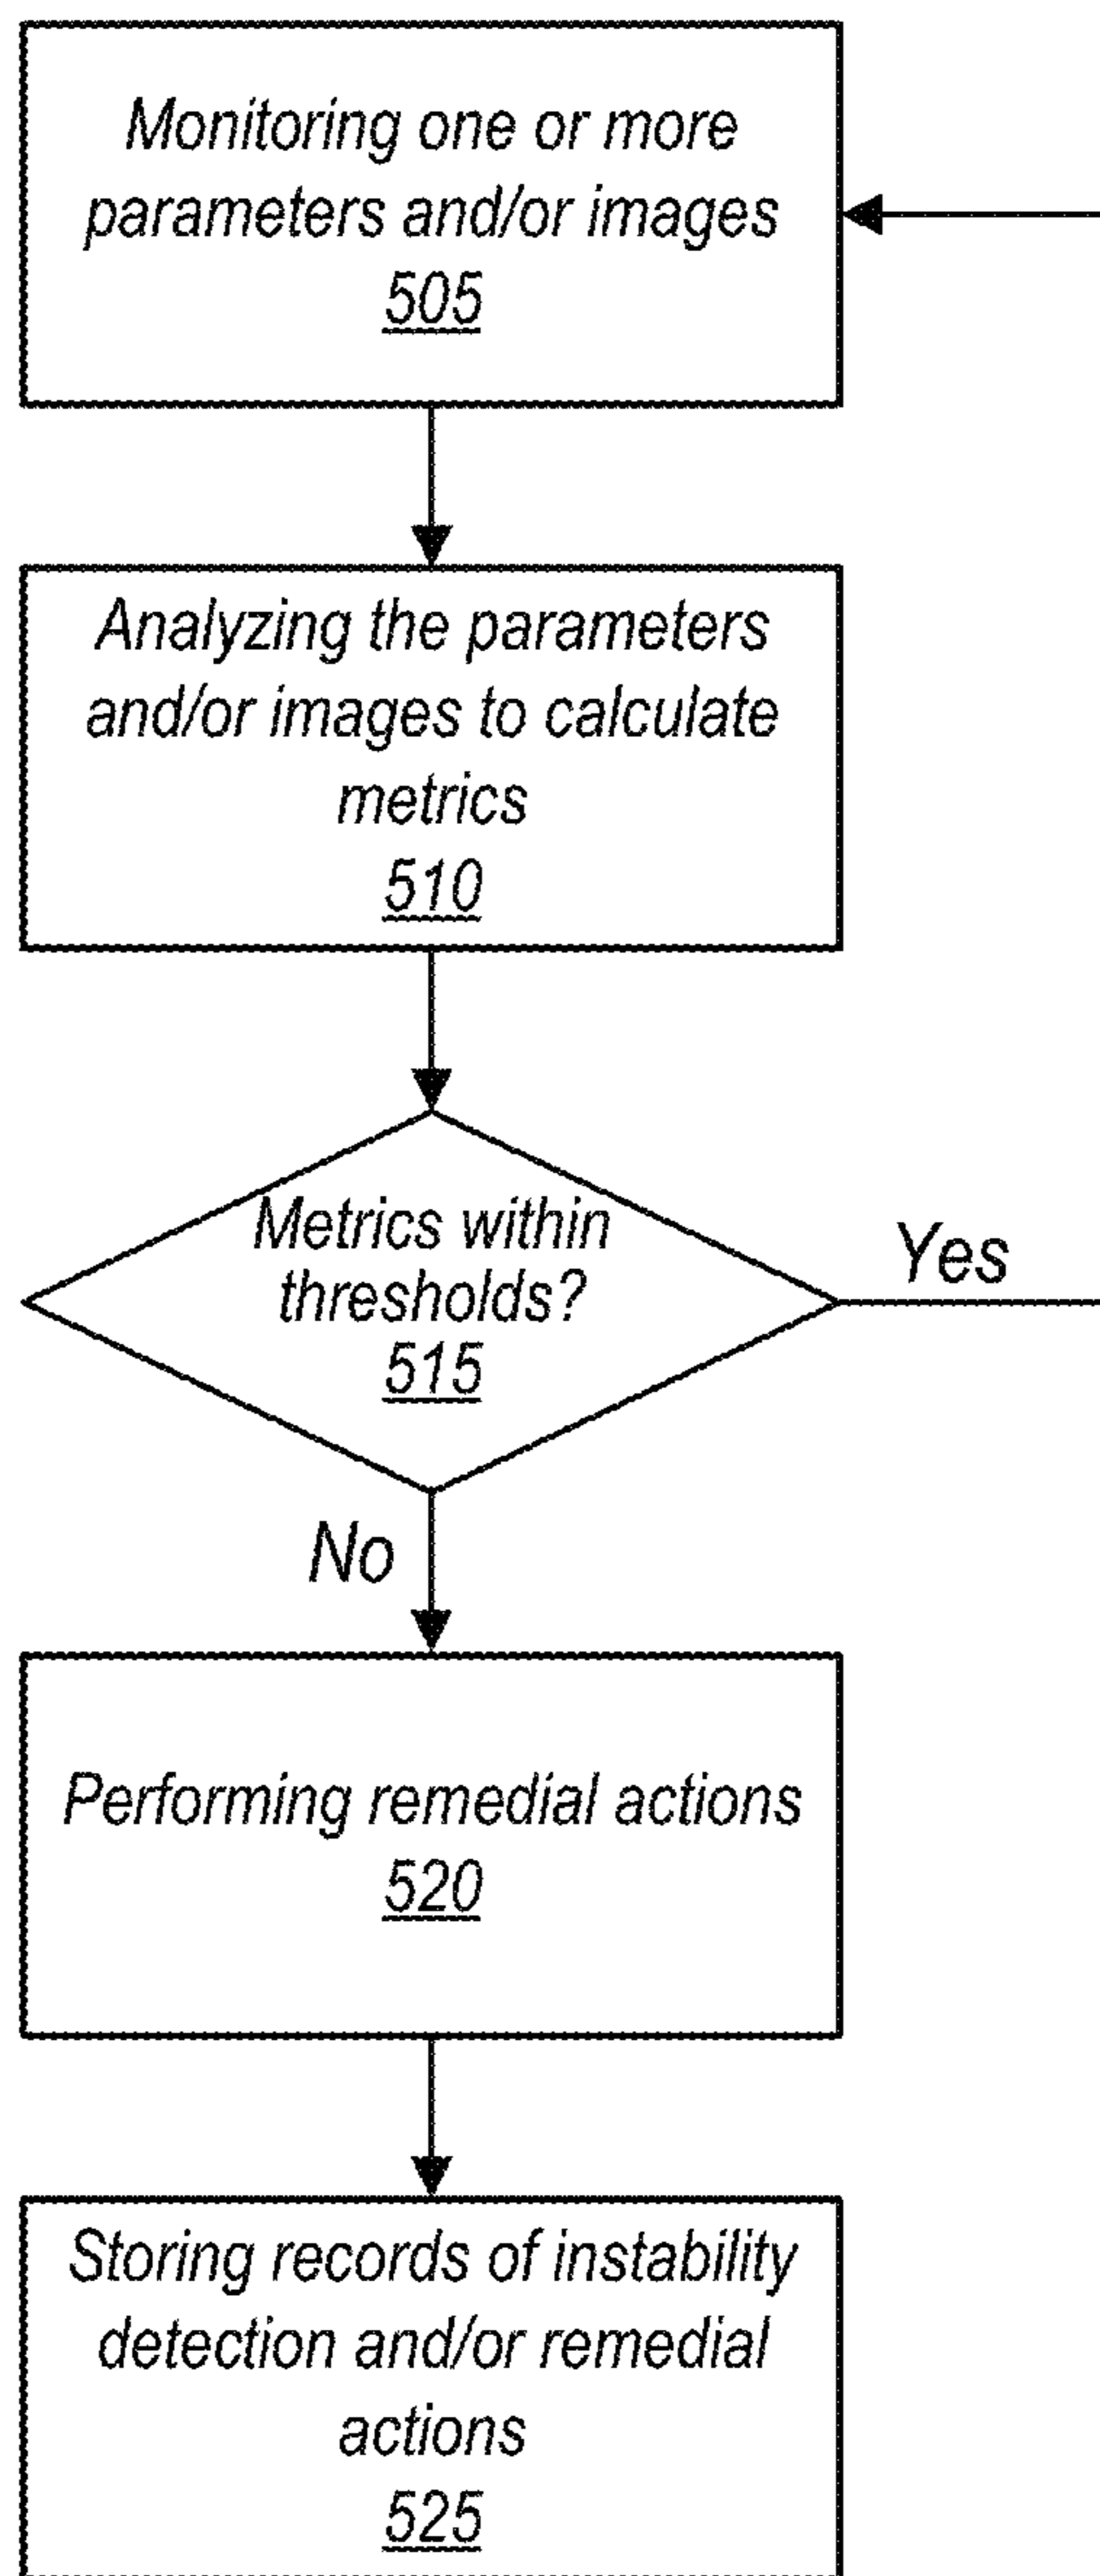 Monitoring one or more
parameters and/or images
505
Analyzing the parameters
and/or images to calculate
metrics
510
Metrics within
thresholds?
515
Yes
No
Performing remedial actions
520
Storing records of instability
detection and/or remedial
actions
525